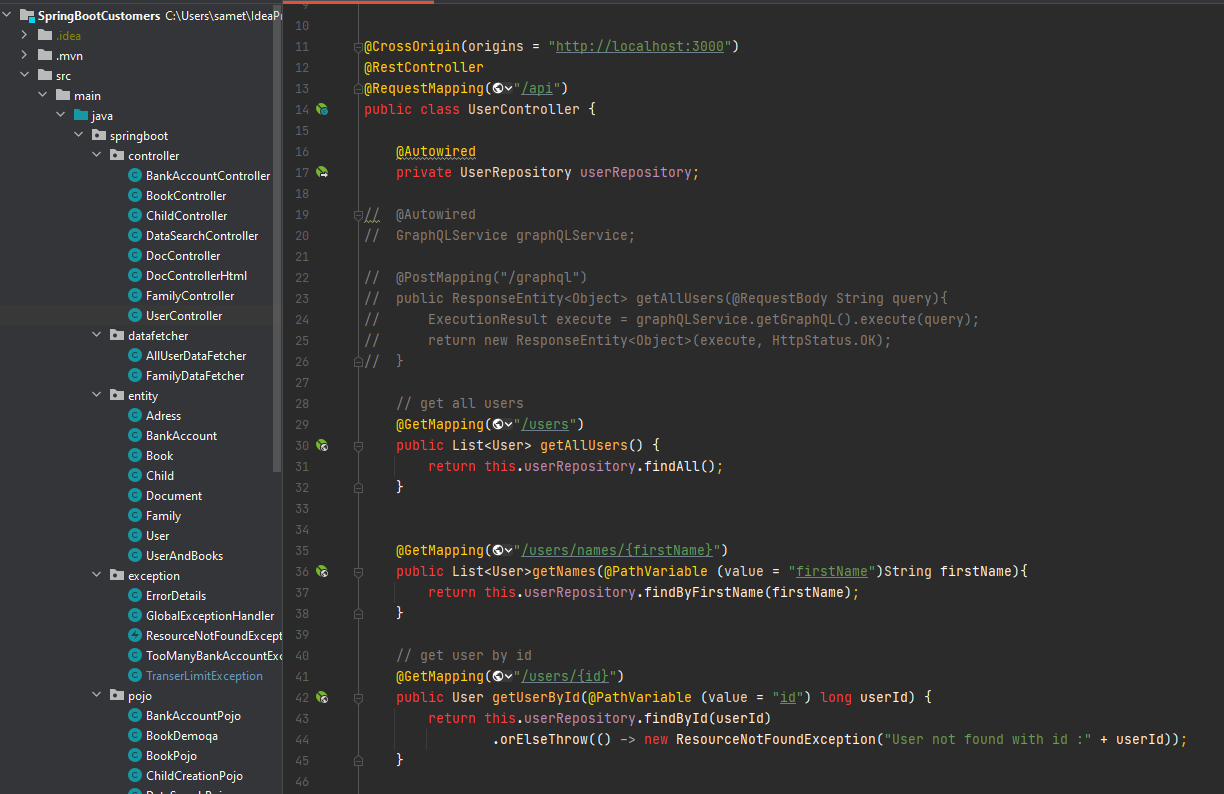 SpringBootCustomers C:\Users\samet\IdeaPr
.idea
.mvn
src
main
java
springboot
controller
BankAccountController
BookController
ChildController
DataSearchController
DocController
DocControllerHtml
FamilyController
UserController
datafetcher
AllUserDataFetcher
FamilyDataFetcher
entity
Adress
BankAccount
Book
Child
Document
Family
User
UserAndBooks
exception
ErrorDetails
GlobalExceptionHandler
ResourceNotFoundExcept
TooManyBankAccountExc
TranserLimitException
pojo
BankAccountPojo
BookDemoqa
BookPojo
ChildCreationPojo
9
10
11 @CrossOrigin(origins = "http://localhost:3000")
12 @RestController
13 @RequestMapping("/api")
14 public class UserController {
15
16 @Autowired
17 private UserRepository userRepository;
18
19 // @Autowired
20 // GraphQLService graphQLService;
21
22 // @PostMapping("/graphql")
23 // public ResponseEntity<Object> getAllUsers(@RequestBody String query){
24 // ExecutionResult execute = graphQLService.getGraphQL().execute(query);
25 // return new ResponseEntity<Object>(execute, HttpStatus.OK);
26 // }
27
28 // get all users
29 @GetMapping("/users")
30 public List<User> getAllUsers() {
31 return this.userRepository.findAll();
32 }
33
34
35 @GetMapping("/users/names/{firstName}")
36 public List<User>getNames(@PathVariable (value = "firstName")String firstName){
37 return this.userRepository.findByFirstName(firstName);
38 }
39
40 // get user by id
41 @GetMapping("/users/{id}")
42 public User getUserById(@PathVariable (value = "id") long userId) {
43 return this.userRepository.findById(userId)
44 .orElseThrow(() -> new ResourceNotFoundException("User not found with id :" + userId));
45 }
46